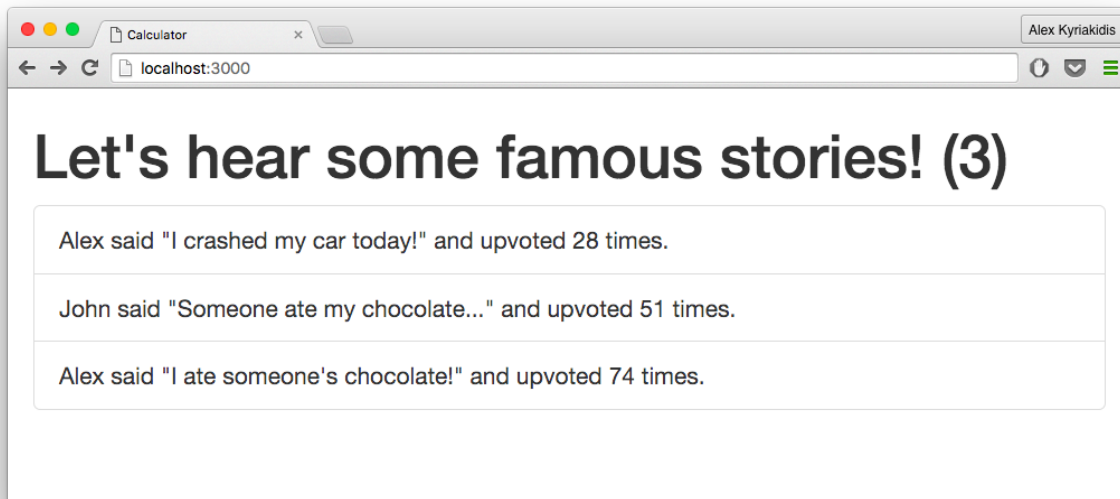 Calculator
Alex Kyriakidis
localhost:3000
Let's hear some famous stories! (3)
Alex said "I crashed my car today!" and upvoted 28 times.
John said "Someone ate my chocolate..." and upvoted 51 times.
Alex said "I ate someone's chocolate!" and upvoted 74 times.